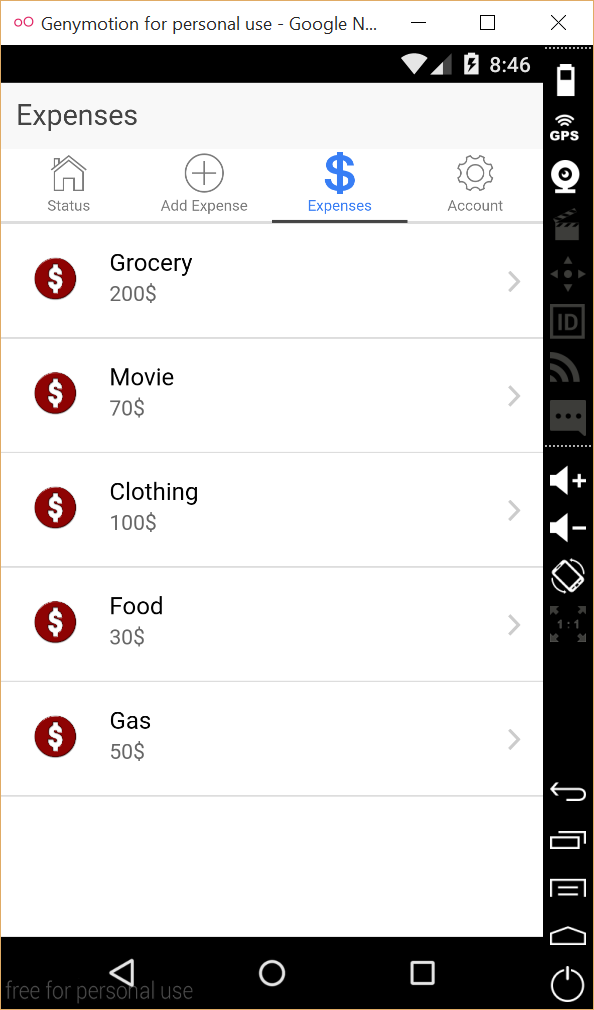 Genymotion for personal use - Google N...
8:46
GPS
Expenses
Status
Add Expense
Expenses
Account
Grocery
200$
ID
Movie
70$
Clothing
100$
Food
30$
1:1
Gas
50$
free for personal use